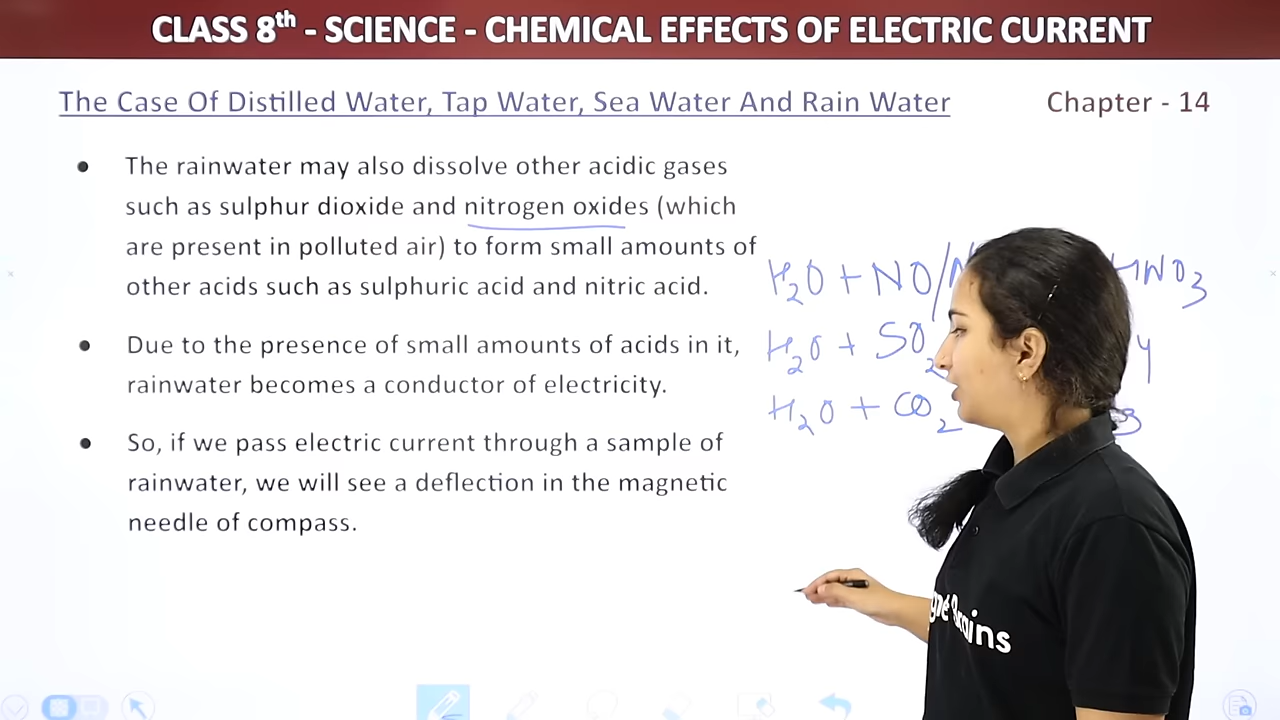 CLASS 8th - SCIENCE - CHEMICAL EFFECTS OF ELECTRIC CURRENT
The Case Of Distilled Water, Tap Water, Sea Water And Rain Water
Chapter - 14
• The rainwater may also dissolve other acidic gases
such as sulphur dioxide and nitrogen oxides (which
are present in polluted air) to form small amounts of
other acids such as sulphuric acid and nitric acid.
• Due to the presence of small amounts of acids in it,
rainwater becomes a conductor of electricity.
• So, if we pass electric current through a sample of
rainwater, we will see a deflection in the magnetic
needle of compass.
H2O + NO/ HNO3
H2O + SO2
H2O + CO2